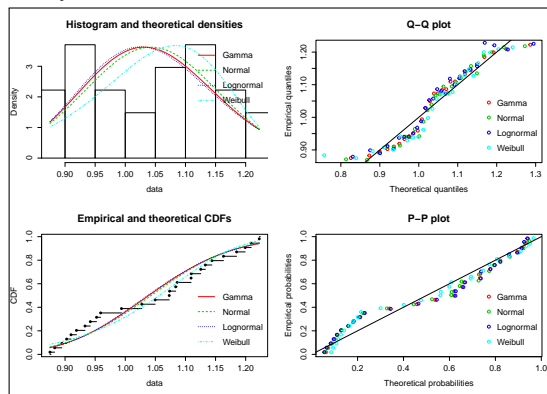 Histogram and theoretical densities
Density
0 1 2 3
Gamma
Normal
Lognormal
Weibull
0.90 0.95 1.00 1.05 1.10 1.15 1.20
data
Q−Q plot
Empirical quantiles
0.90 1.00 1.10 1.20
Gamma
Normal
Lognormal
Weibull
0.8 0.9 1.0 1.1 1.2 1.3
Theoretical quantiles
Empirical and theoretical CDFs
CDF
0.0 0.2 0.4 0.6 0.8 1.0
Gamma
Normal
Lognormal
Weibull
0.90 0.95 1.00 1.05 1.10 1.15 1.20
data
P−P plot
Empirical probabilities
0.0 0.2 0.4 0.6 0.8 1.0
Gamma
Normal
Lognormal
Weibull
0.2 0.4 0.6 0.8 1.0
Theoretical probabilities